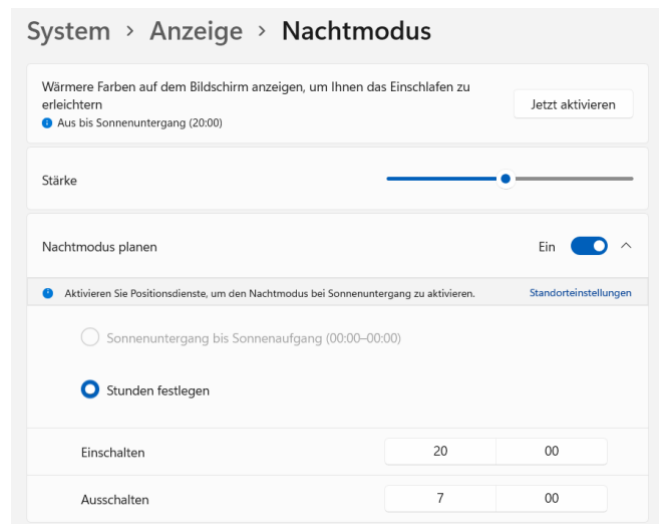 System > Anzeige > Nachtmodus
Wärmere Farben auf dem Bildschirm anzeigen, um Ihnen das Einschlafen zu
erleichtern
Aus bis Sonnenuntergang (20:00)
Jetzt aktivieren
Stärke
Nachtmodus planen
Ein
Aktivieren Sie Positionsdienste, um den Nachtmodus bei Sonnenuntergang zu aktivieren.
Standorteinstellungen
Sonnenuntergang bis Sonnenaufgang (00:00–00:00)
Stunden festlegen
Einschalten 20 00
Ausschalten 7 00